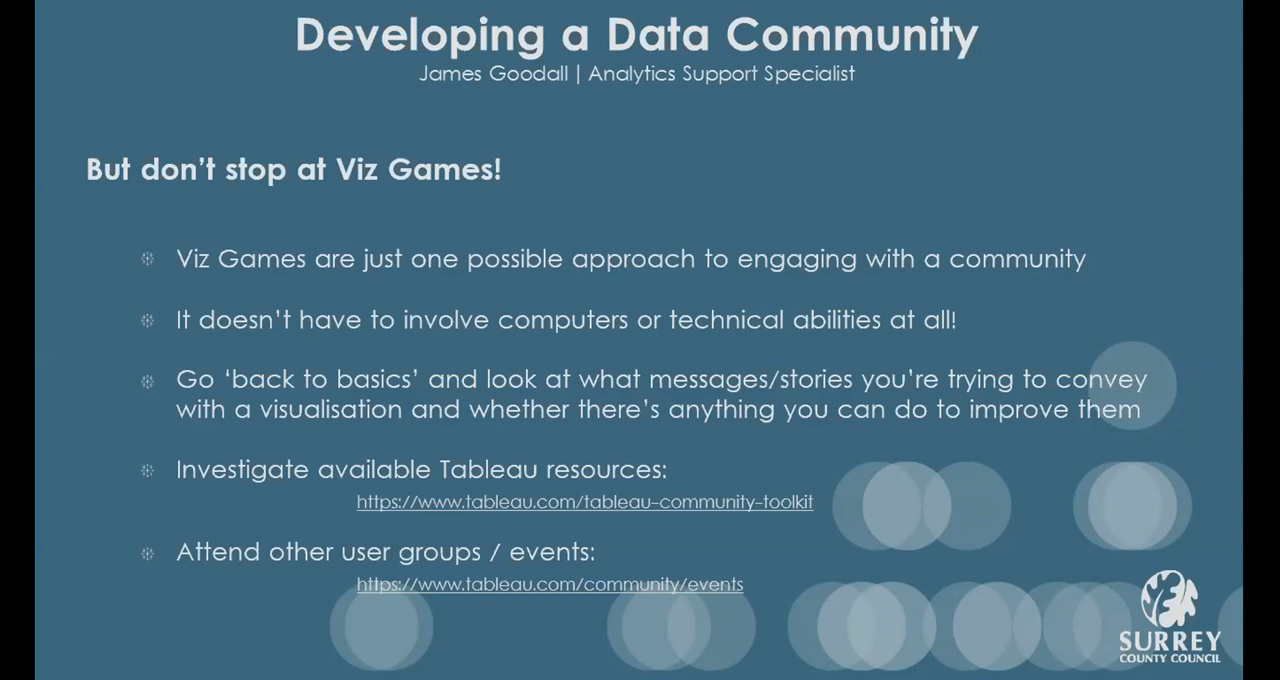 Developing a Data Community
James Goodall | Analytics Support Specialist
But don't stop at Viz Games!
Viz Games are just one possible approach to engaging with a community
It doesn't have to involve computers or technical abilities at all!
Go 'back to basics' and look at what messages/stories you're trying to convey
with a visualisation and whether there's anything you can do to improve them
Investigate available Tableau resources:
https://www.tableau.com/tableau-community-toolkit
Attend other user groups / events:
https://www.tableau.com/community/events
SURREY
COUNTY COUNCIL